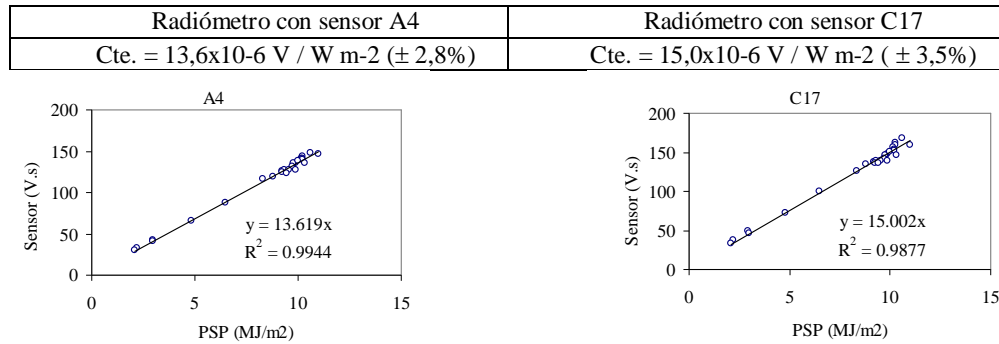 Radiómetro con sensor A4
Radiómetro con sensor C17
Cte. = 13,6x10-6 V / W m-2 (± 2,8%)
Cte. = 15,0x10-6 V / W m-2 ( ± 3,5%)
A4
200
150
100
50
0
Sensor (V.s)
y = 13.619x
R² = 0.9944
0 5 10 15
PSP (MJ/m2)
C17
200
150
100
50
0
Sensor (V.s)
y = 15.002x
R² = 0.9877
0 5 10 15
PSP (MJ/m2)